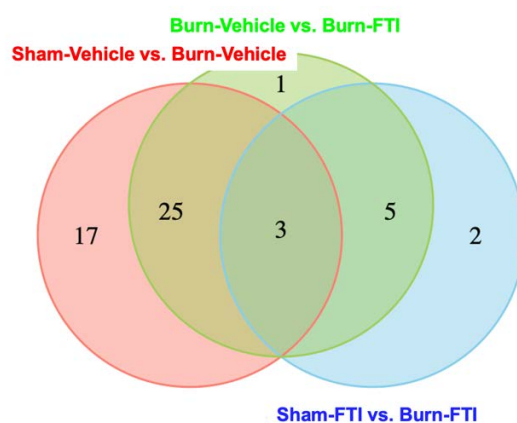 Burn-Vehicle vs. Burn-FTI
Sham-Vehicle vs. Burn-Vehicle
1
17
25
3
5
2
Sham-FTI vs. Burn-FTI